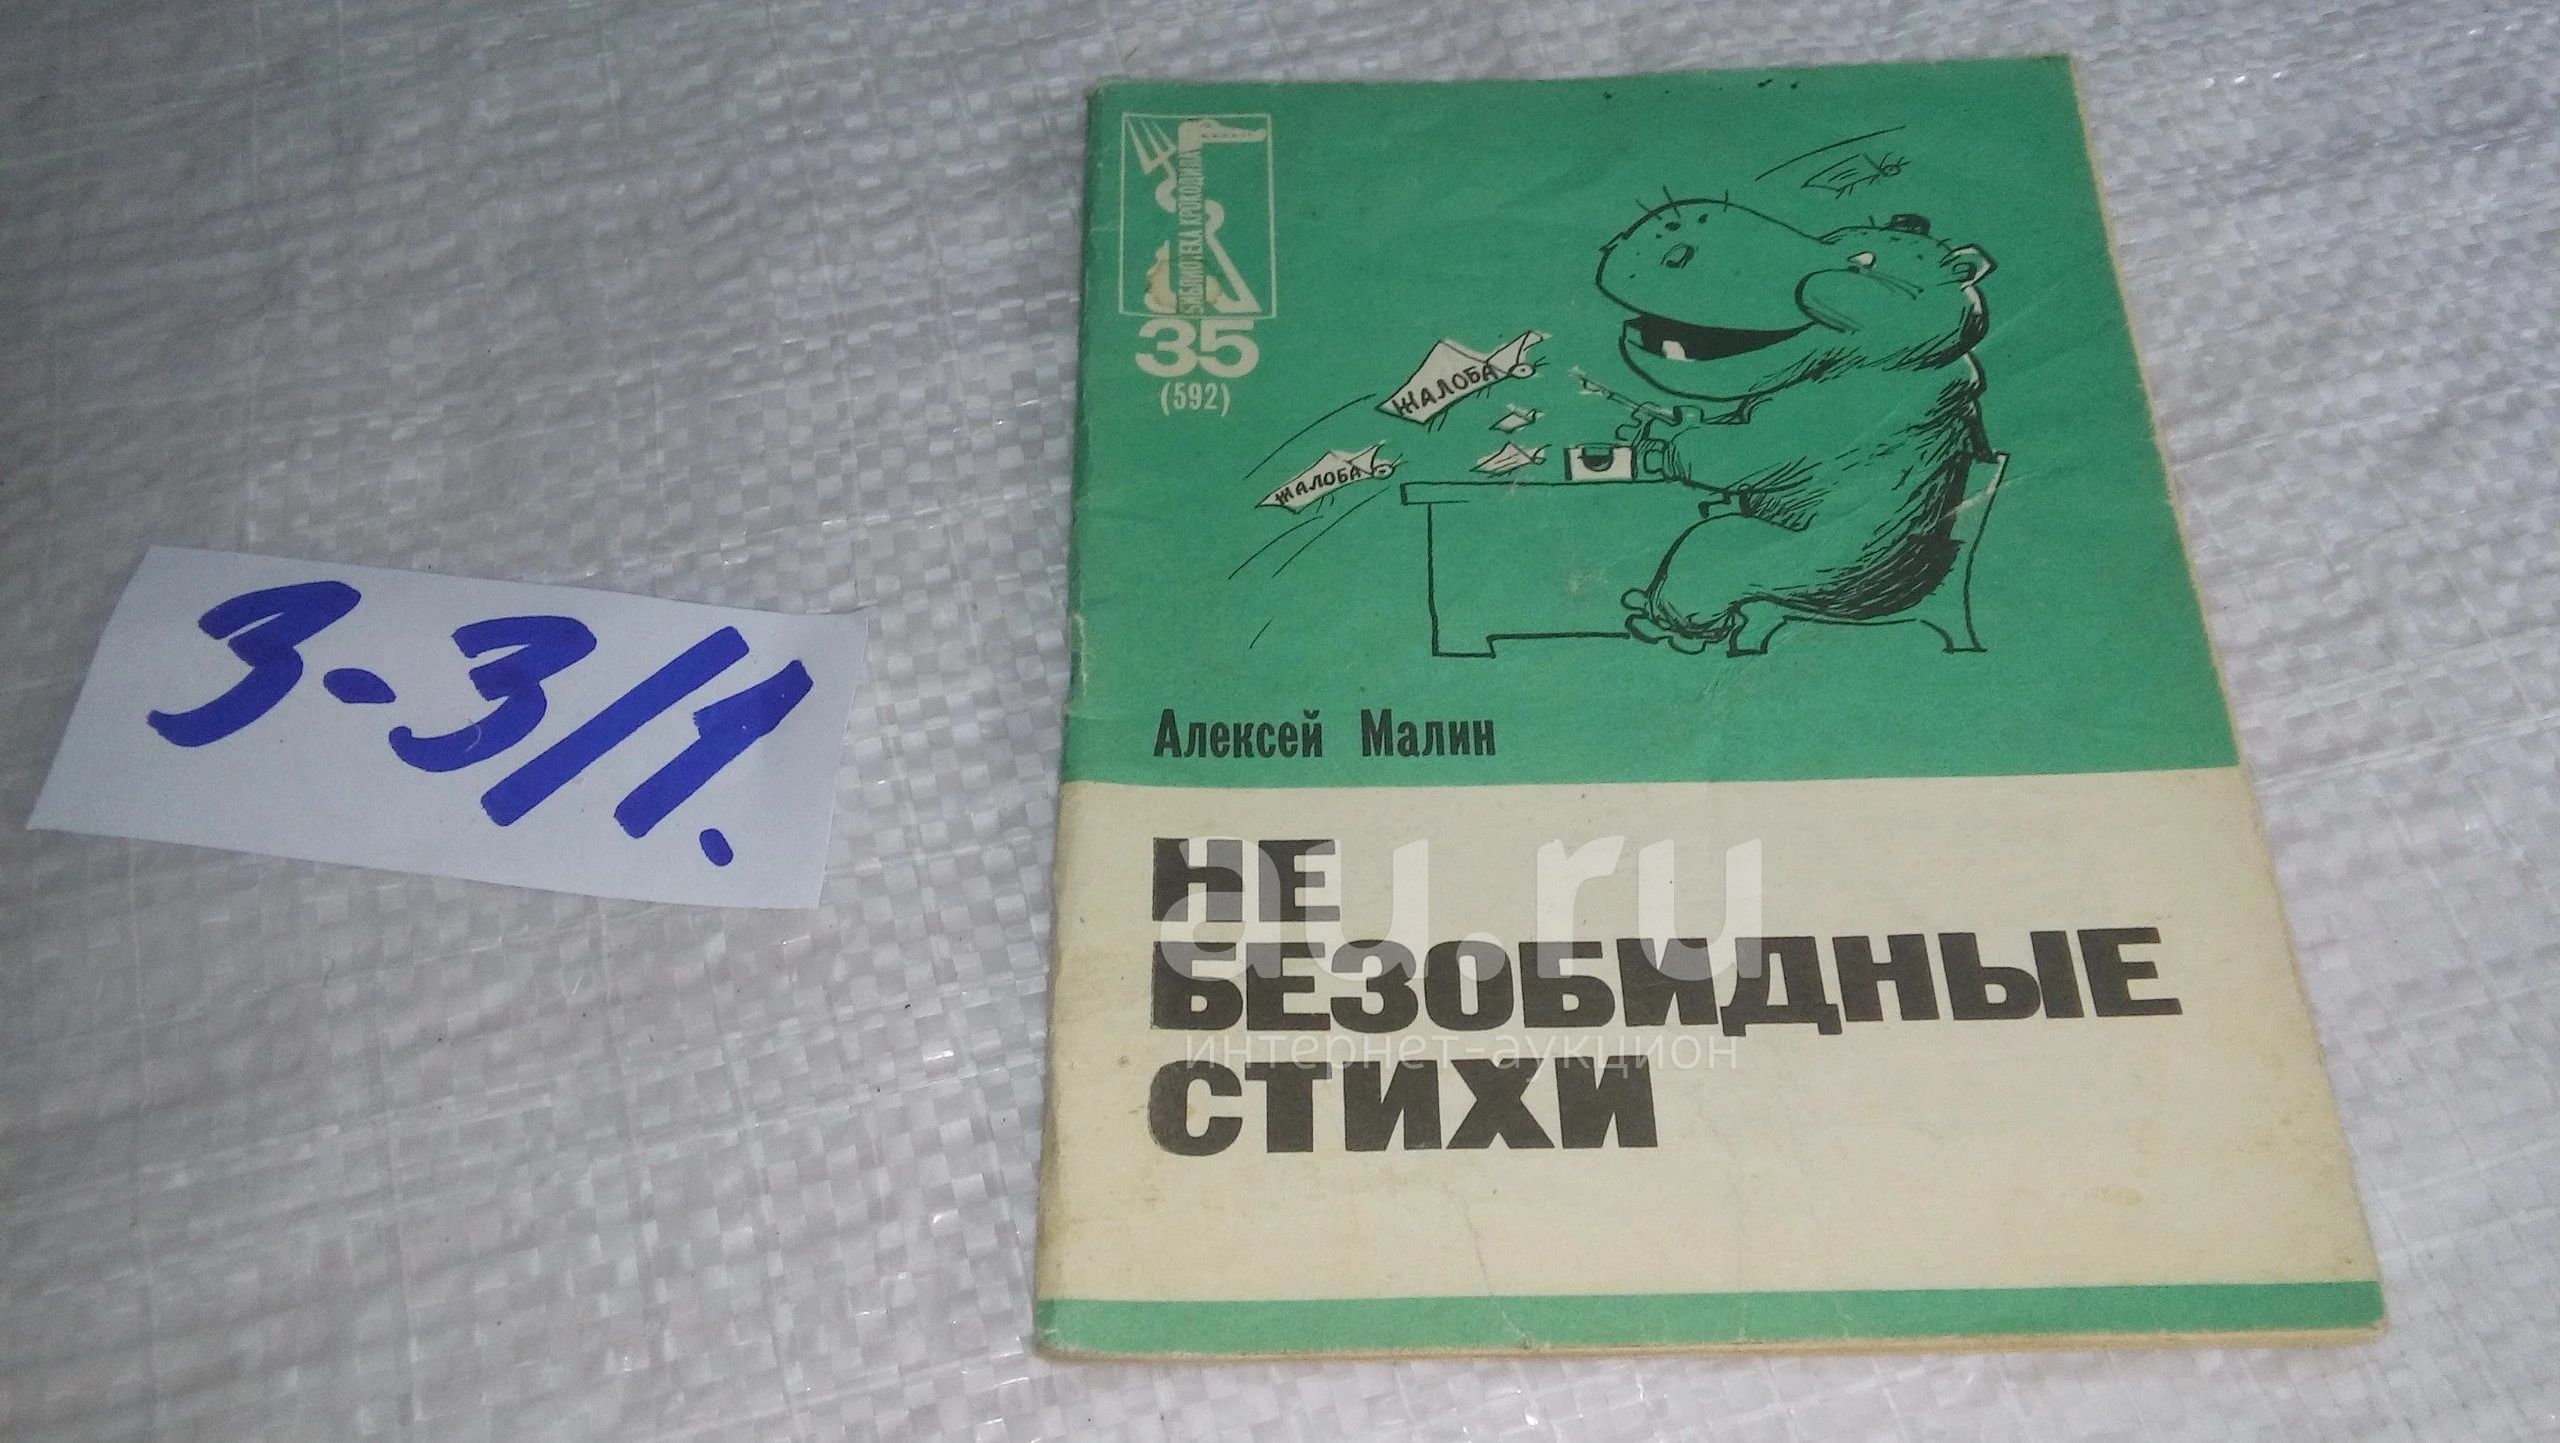 3-3/1.
БИБЛИОТЕКА КРОКОДИЛА
35
(592)
ЖАЛОБА
ЖАЛОБА
Алексей Малин
НЕ
БЕЗОБИДНЫЕ
СТИХИ
au.ru
интернет-аукцион